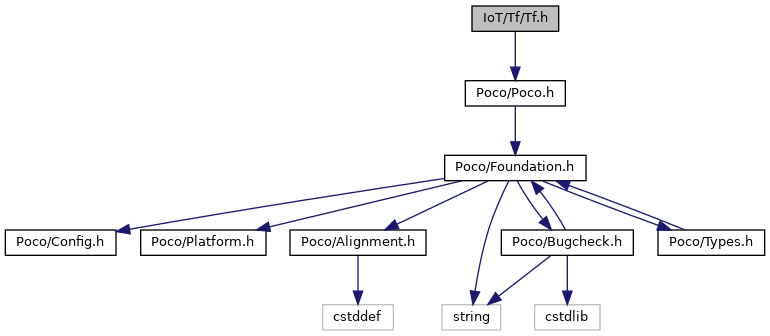 IoT/Tf/Tf.h
Poco/Poco.h
Poco/Foundation.h
Poco/Config.h
Poco/Platform.h
Poco/Alignment.h
Poco/Bugcheck.h
Poco/Types.h
cstddef
string
cstdlib